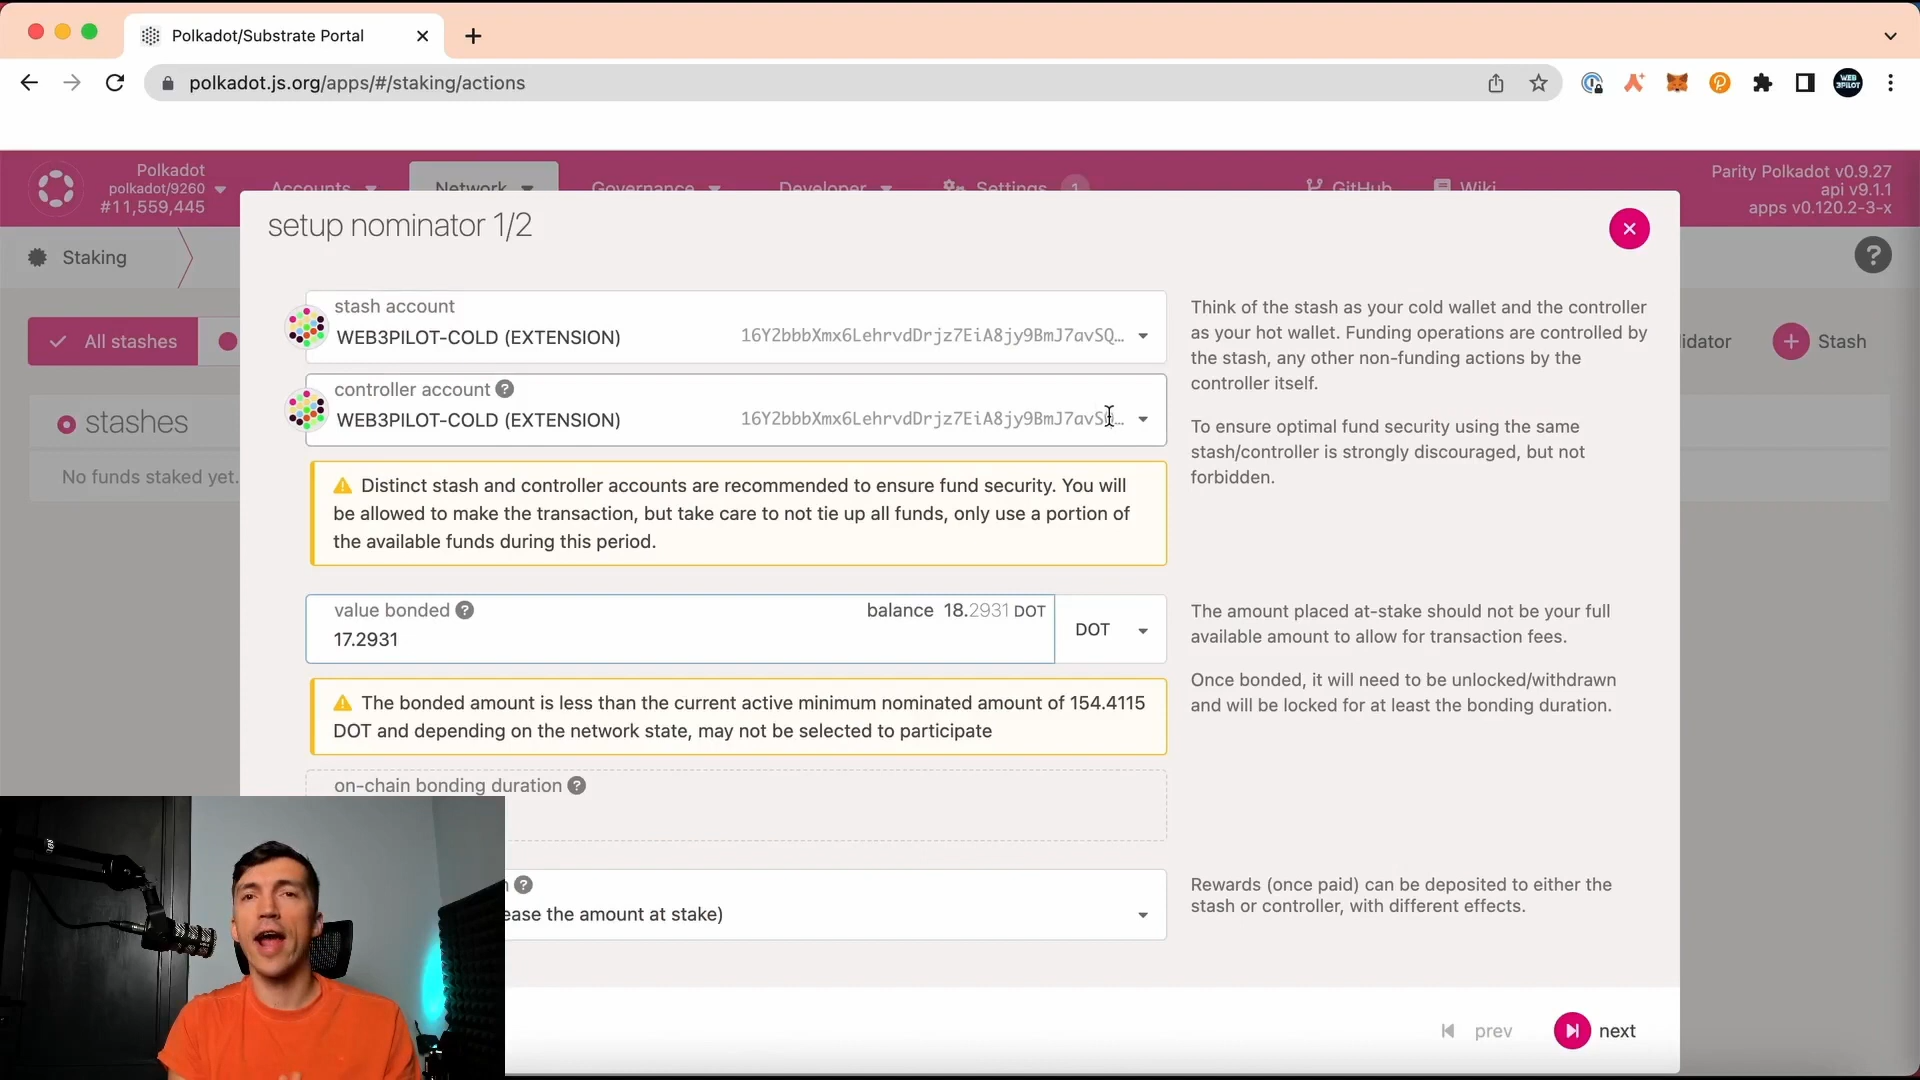 Polkadot/Substrate Portal
polkadot.js.org/apps/#/staking/actions
WEB
3PILOT
Polkadot
polkadot/9260
#11,559,445
Accounts
Network
Governance
Developer
Settings
1
GitHub
Wiki
Parity Polkadot v0.9.27
api v9.1.1
apps v0.120.2-3-x
Staking
setup nominator 1/2
All stashes
idator
Stash
stashes
No funds staked yet.
stash account
WEB3PILOT-COLD (EXTENSION)
16Y2bbbXmx6LehrvdDrjz7EiA8jy9BmJ7avSQ…
controller account
WEB3PILOT-COLD (EXTENSION)
16Y2bbbXmx6LehrvdDrjz7EiA8jy9BmJ7avSQ…
Think of the stash as your cold wallet and the controller
as your hot wallet. Funding operations are controlled by
the stash, any other non-funding actions by the
controller itself.
To ensure optimal fund security using the same
stash/controller is strongly discouraged, but not
forbidden.
Distinct stash and controller accounts are recommended to ensure fund security. You will
be allowed to make the transaction, but take care to not tie up all funds, only use a portion of
the available funds during this period.
value bonded
balance 18.2931 DOT
17.2931
DOT
The amount placed at-stake should not be your full
available amount to allow for transaction fees.
Once bonded, it will need to be unlocked/withdrawn
and will be locked for at least the bonding duration.
The bonded amount is less than the current active minimum nominated amount of 154.4115
DOT and depending on the network state, may not be selected to participate
on-chain bonding duration
ease the amount at stake)
Rewards (once paid) can be deposited to either the
stash or controller, with different effects.
prev
next